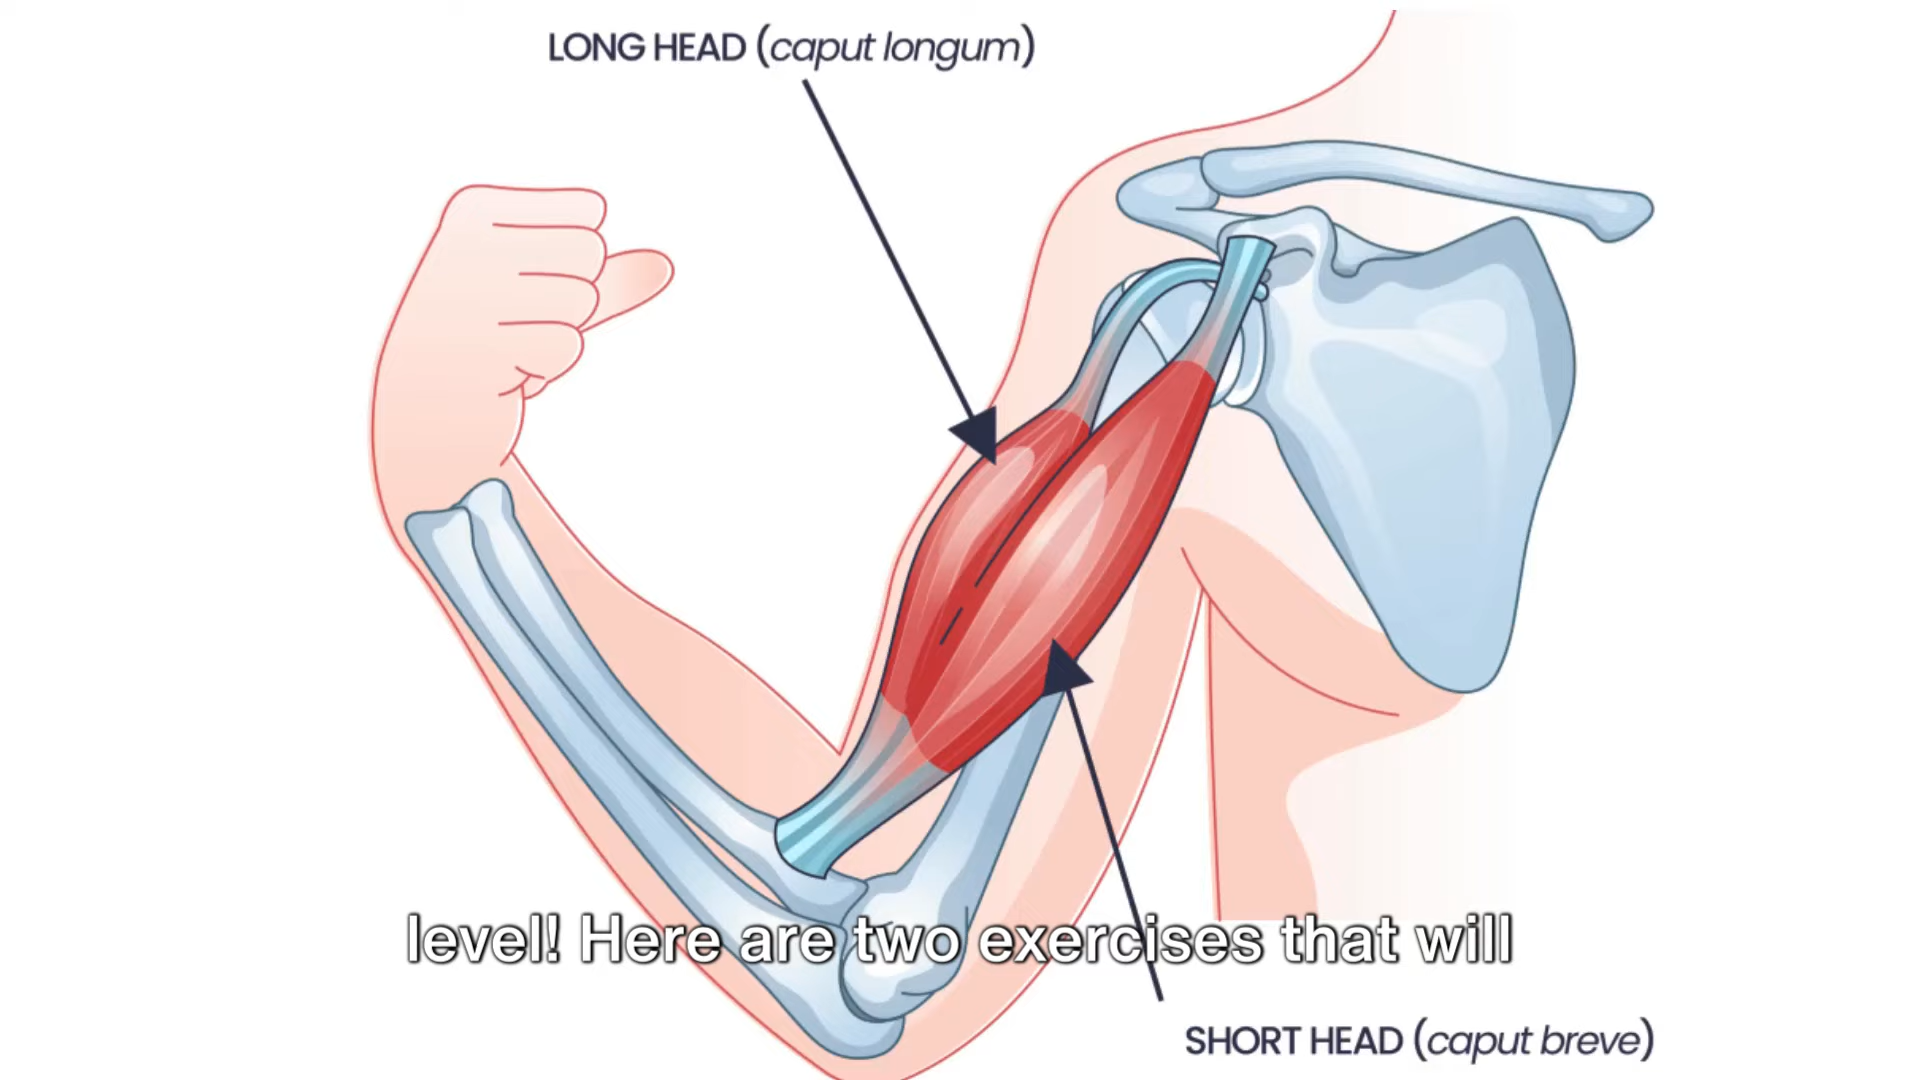 LONG HEAD (caput longum)
level! Here are two exercises that will
SHORT HEAD (caput breve)